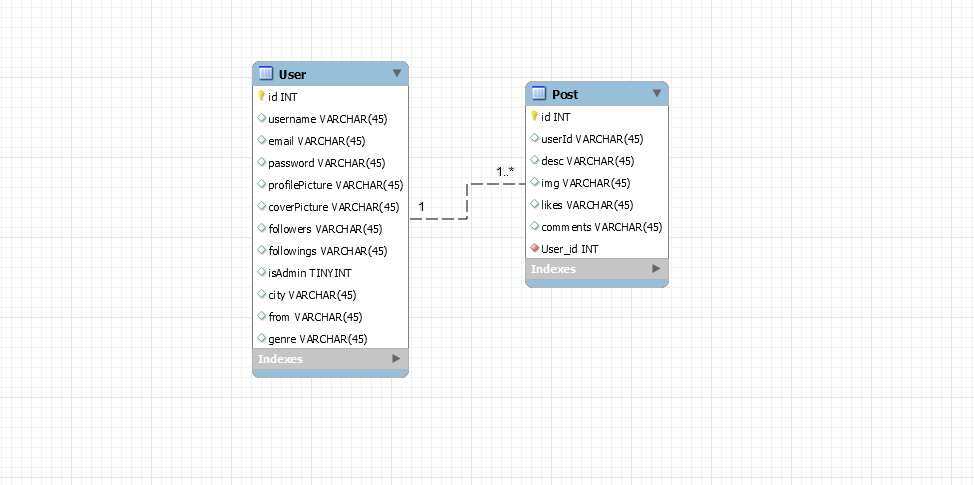 User
id INT
username VARCHAR(45)
email VARCHAR(45)
password VARCHAR(45)
profilePicture VARCHAR(45)
coverPicture VARCHAR(45)
followers VARCHAR(45)
followings VARCHAR(45)
isAdmin TINYINT
city VARCHAR(45)
from VARCHAR(45)
genre VARCHAR(45)
Indexes
1
1..*
Post
id INT
userId VARCHAR(45)
desc VARCHAR(45)
img VARCHAR(45)
likes VARCHAR(45)
comments VARCHAR(45)
User_id INT
Indexes